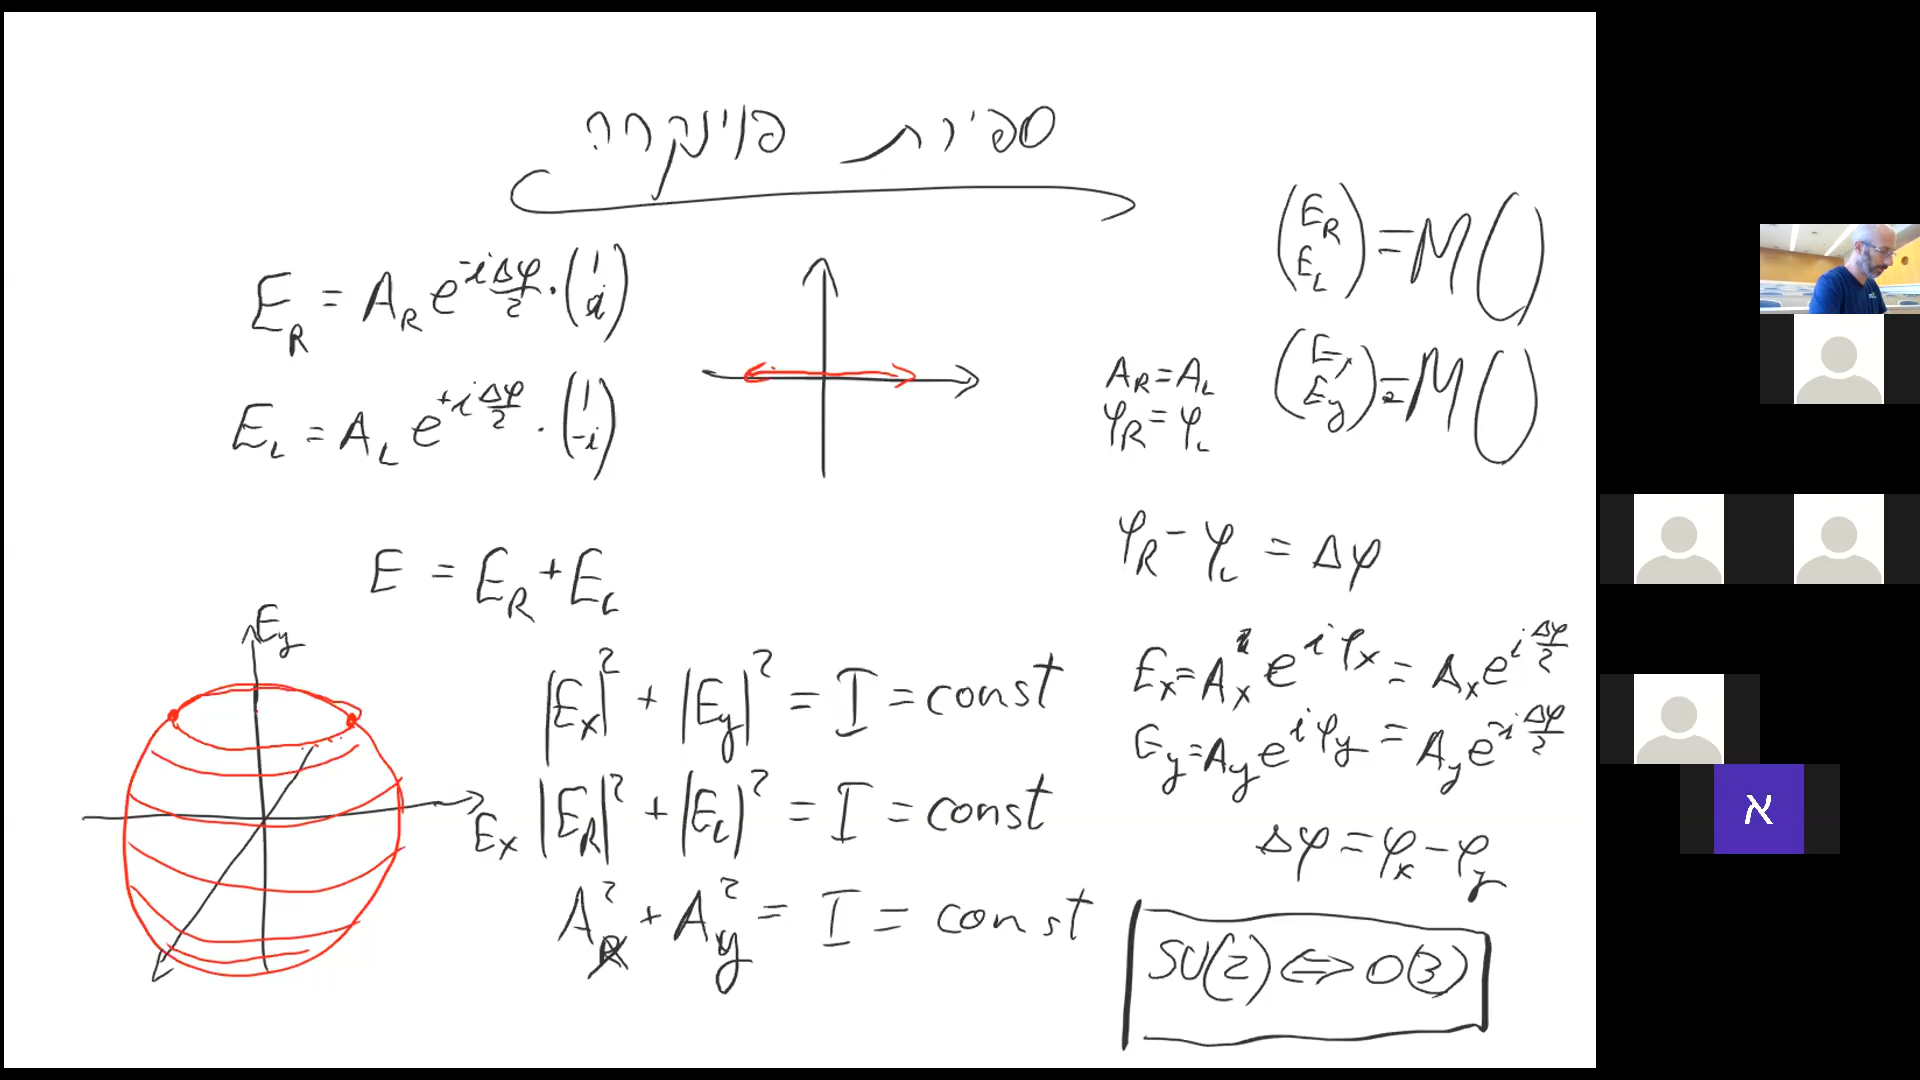 ספירת פוינקרה
E_R = A_R e^{-iΔφ/2} · (1 i)
E_L = A_L e^{+iΔφ/2} · (1 -i)
(E_R E_L) = M ( )
(E_x E_y) = M ( )
A_R = A_L
φ_R = φ_L
E = E_R + E_L
φ_R - φ_L = Δφ
E_y
E_x
|E_x|² + |E_y|² = I = const
|E_R|² + |E_L|² = I = const
A_x² + A_y² = I = const
E_x = A_x e^{iφ_x} = A_x e^{iΔφ/2}
E_y = A_y e^{iφ_y} = A_y e^{-iΔφ/2}
Δφ = φ_x - φ_y
SU(2) ⇔ O(3)
א